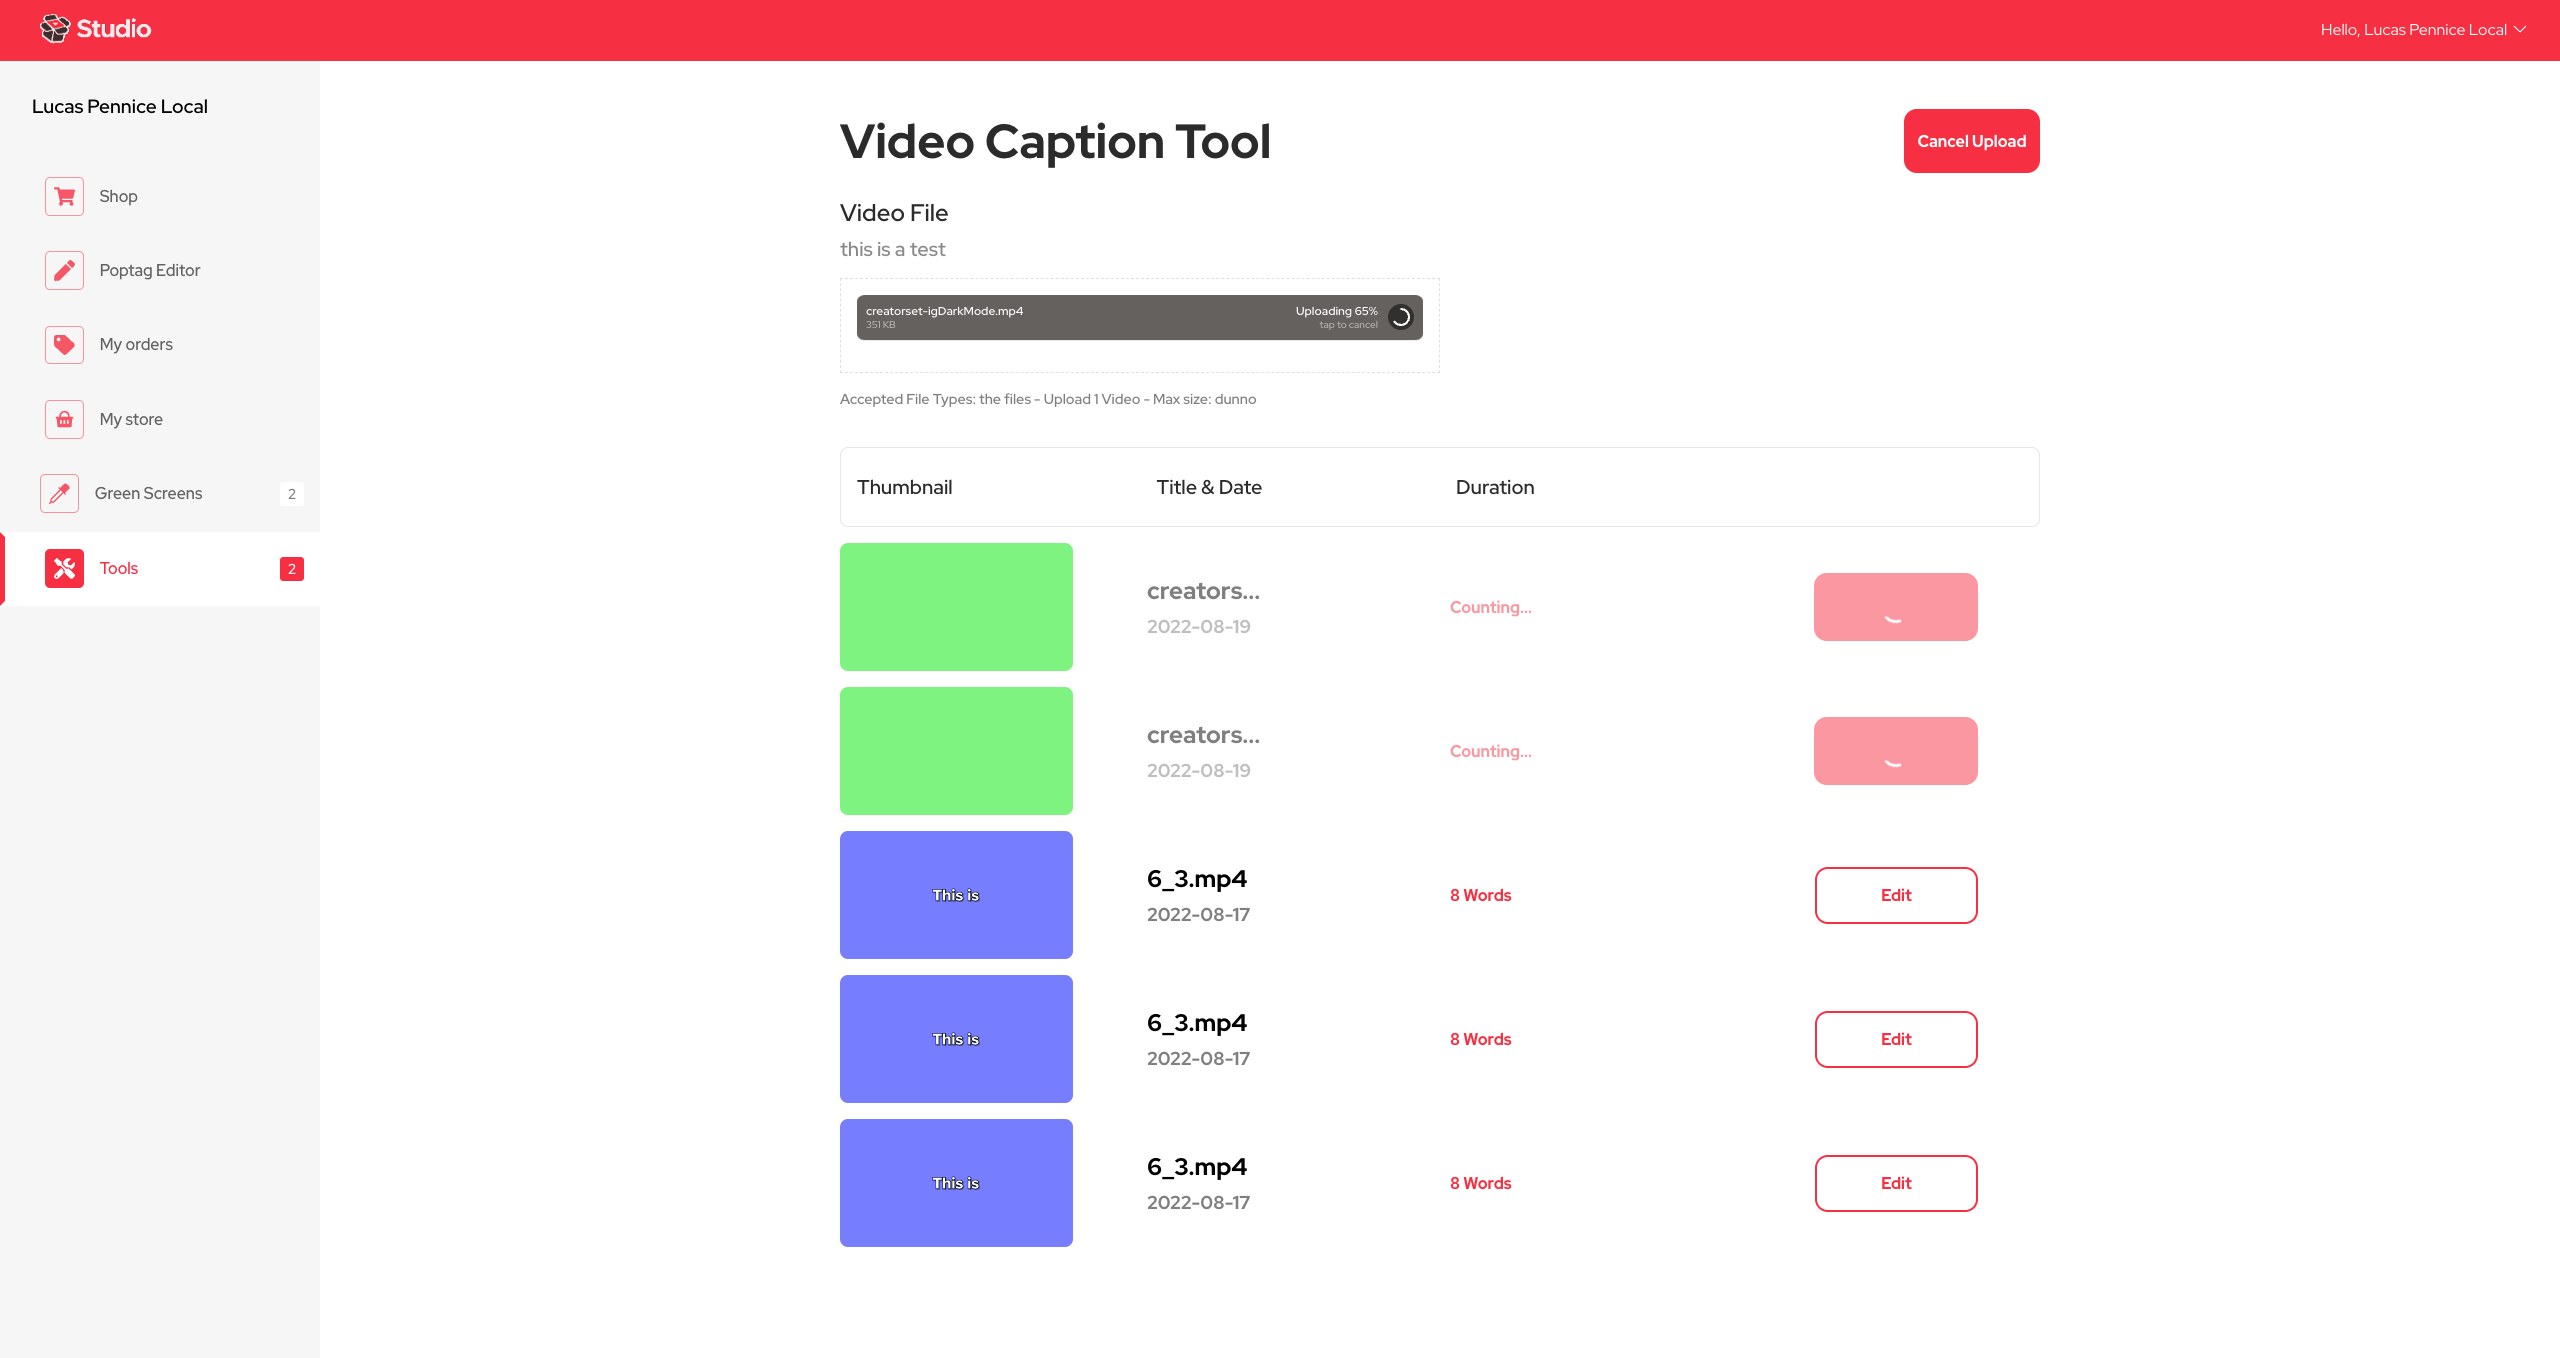 Studio
Hello, Lucas Pennice Local
Lucas Pennice Local
Shop
Poptag Editor
My orders
My store
Green Screens 2
Tools 2
Video Caption Tool
Cancel Upload
Video File
this is a test
creatorset-igDarkMode.mp4 Uploading 65%
351 KB tap to cancel
Accepted File Types: the files - Upload 1 Video - Max size: dunno
Thumbnail Title & Date Duration
creators...
2022-08-19
Counting...
creators...
2022-08-19
Counting...
This is
6_3.mp4
2022-08-17
8 Words
Edit
This is
6_3.mp4
2022-08-17
8 Words
Edit
This is
6_3.mp4
2022-08-17
8 Words
Edit